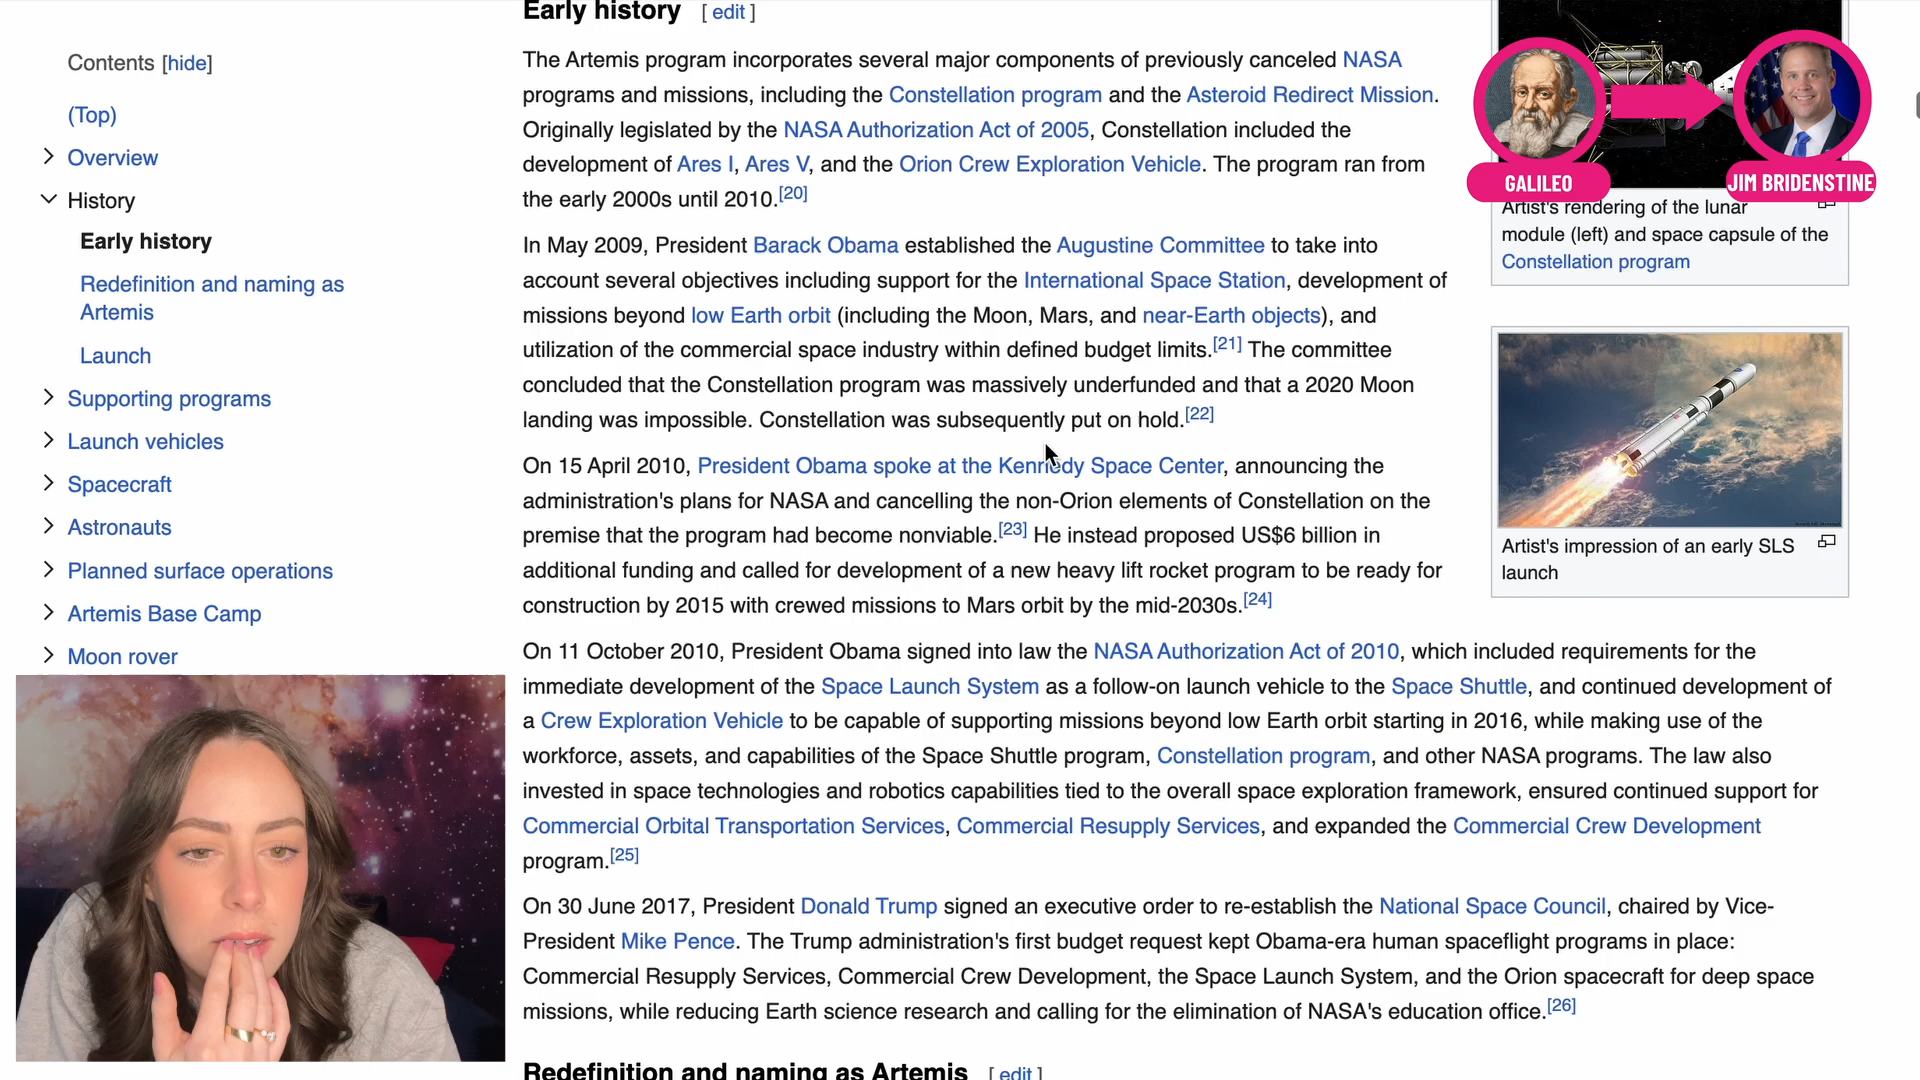 Contents [hide]
(Top)
Overview
History
Early history
Redefinition and naming as
Artemis
Launch
Supporting programs
Launch vehicles
Spacecraft
Astronauts
Planned surface operations
Artemis Base Camp
Moon rover
Early history [ edit ]
The Artemis program incorporates several major components of previously canceled NASA
programs and missions, including the Constellation program and the Asteroid Redirect Mission.
Originally legislated by the NASA Authorization Act of 2005, Constellation included the
development of Ares I, Ares V, and the Orion Crew Exploration Vehicle. The program ran from
the early 2000s until 2010.[20]
In May 2009, President Barack Obama established the Augustine Committee to take into
account several objectives including support for the International Space Station, development of
missions beyond low Earth orbit (including the Moon, Mars, and near-Earth objects), and
utilization of the commercial space industry within defined budget limits.[21] The committee
concluded that the Constellation program was massively underfunded and that a 2020 Moon
landing was impossible. Constellation was subsequently put on hold.[22]
On 15 April 2010, President Obama spoke at the Kennedy Space Center, announcing the
administration's plans for NASA and cancelling the non-Orion elements of Constellation on the
premise that the program had become nonviable.[23] He instead proposed US$6 billion in
additional funding and called for development of a new heavy lift rocket program to be ready for
construction by 2015 with crewed missions to Mars orbit by the mid-2030s.[24]
On 11 October 2010, President Obama signed into law the NASA Authorization Act of 2010, which included requirements for the
immediate development of the Space Launch System as a follow-on launch vehicle to the Space Shuttle, and continued development of
a Crew Exploration Vehicle to be capable of supporting missions beyond low Earth orbit starting in 2016, while making use of the
workforce, assets, and capabilities of the Space Shuttle program, Constellation program, and other NASA programs. The law also
invested in space technologies and robotics capabilities tied to the overall space exploration framework, ensured continued support for
Commercial Orbital Transportation Services, Commercial Resupply Services, and expanded the Commercial Crew Development
program.[25]
On 30 June 2017, President Donald Trump signed an executive order to re-establish the National Space Council, chaired by Vice-
President Mike Pence. The Trump administration's first budget request kept Obama-era human spaceflight programs in place:
Commercial Resupply Services, Commercial Crew Development, the Space Launch System, and the Orion spacecraft for deep space
missions, while reducing Earth science research and calling for the elimination of NASA's education office.[26]
Redefinition and naming as Artemis [ edit ]
GALILEO
JIM BRIDENSTINE
Artist's rendering of the lunar
module (left) and space capsule of the
Constellation program
Artist's impression of an early SLS
launch